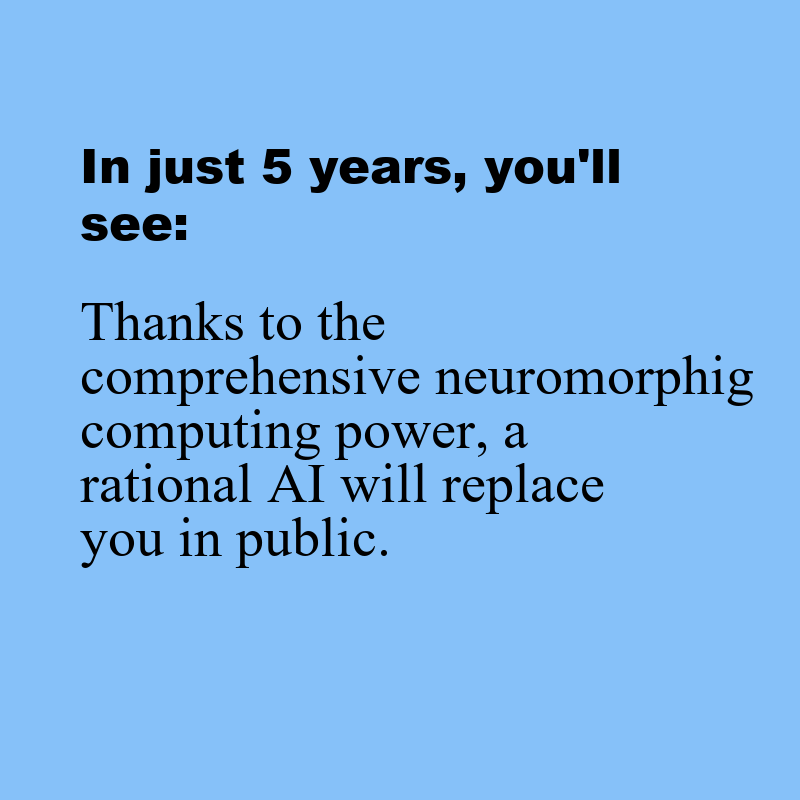 In just 5 years, you'll
see:
Thanks to the
comprehensive neuromorphig
computing power, a
rational AI will replace
you in public.